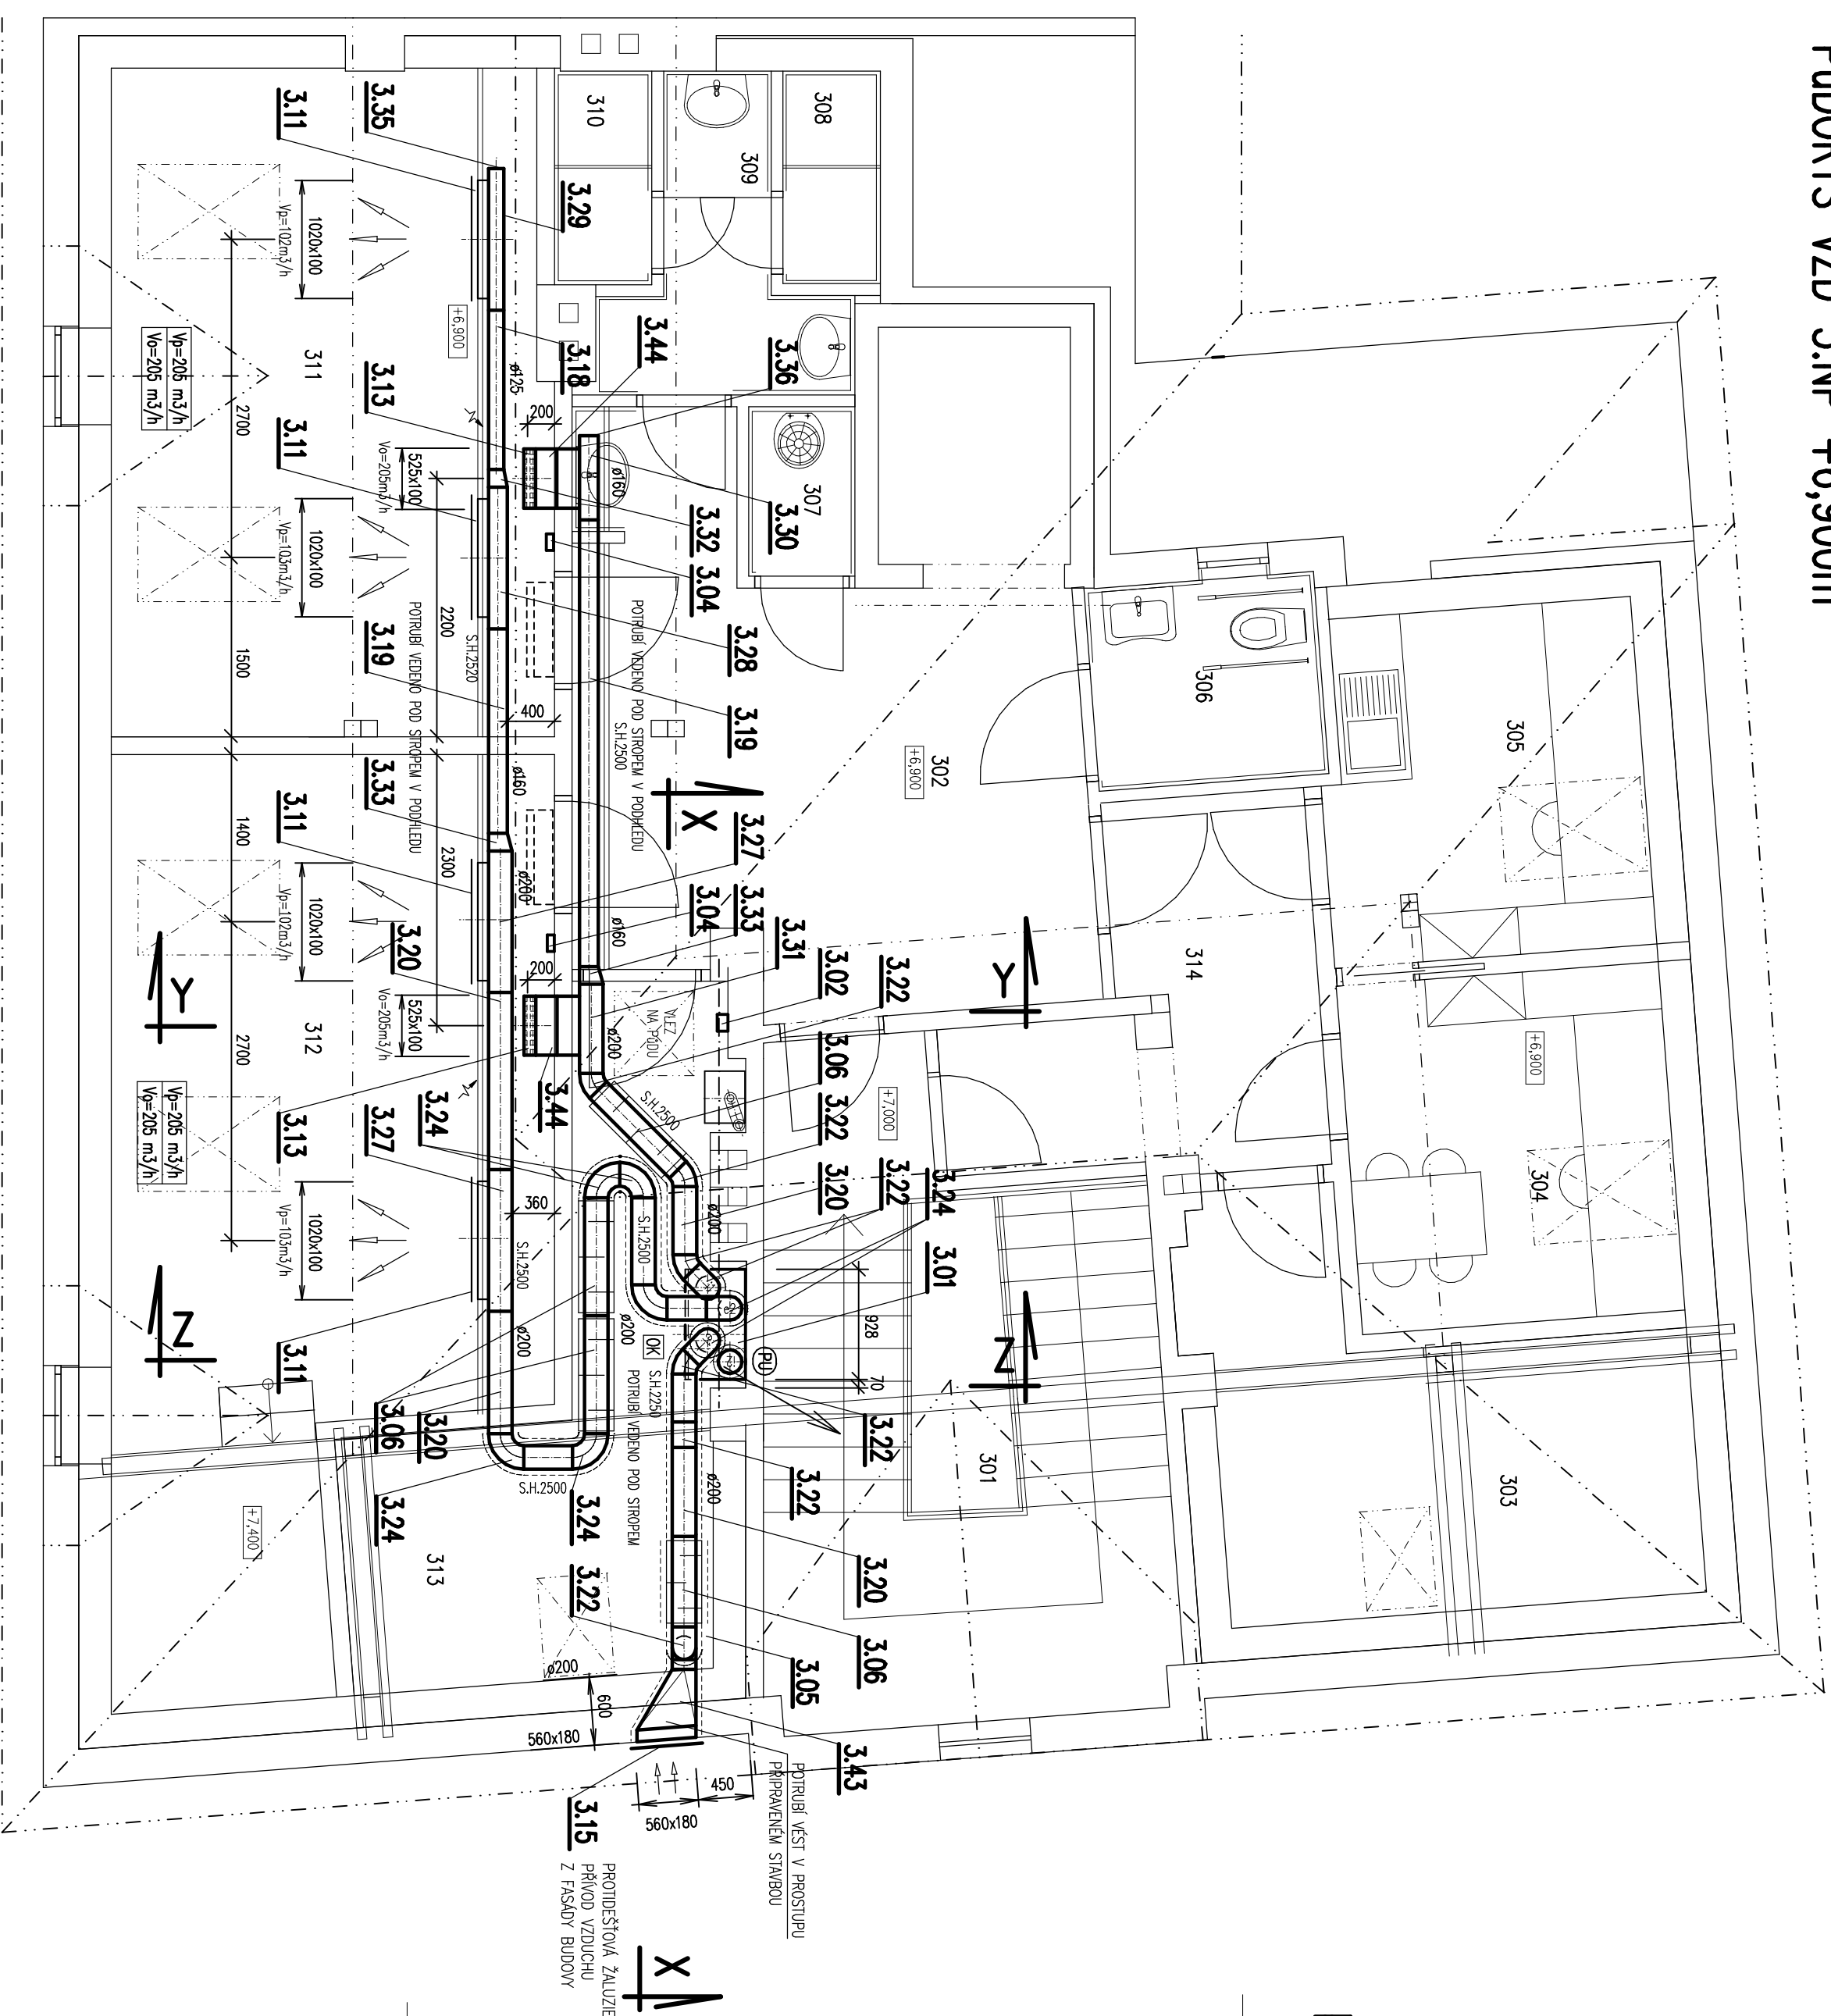 PŮDORYS VZD 3.NP +6,900m
303
304
305
+6,900
306
314
301
302
+6,900
+7,000
307
308
309
310
311
312
313
+6,900
+7,400
3.36
3.30
3.44
3.32
3.04
3.28
3.19
3.29
3.18
3.35
3.11
3.13
3.11
3.19
3.33
3.11
3.20
3.27
3.04
3.33
3.31
3.02
3.22
3.06
3.22
3.20
3.22
3.24
3.01
3.44
3.24
3.27
3.13
3.11
3.06
3.20
3.24
3.24
3.22
3.22
3.22
3.20
3.06
3.05
3.43
3.15
ø125
ø160
ø160
ø160
ø200
ø200
ø200
ø200
ø200
ø200
ø200
200
200
400
360
928
70
600
450
560x180
560x180
2700
1500
1400
2700
2200
2300
1020x100
Vp=102m3/h
1020x100
Vp=103m3/h
1020x100
Vp=102m3/h
1020x100
Vp=103m3/h
525x100
Vo=205m3/h
525x100
Vo=205m3/h
Vp=205 m3/h
Vo=205 m3/h
Vp=205 m3/h
Vo=205 m3/h
POTRUBÍ VEDENO POD STROPEM V PODHLEDU
S.H.2500
POTRUBÍ VEDENO POD STROPEM V PODHLEDU
S.H.2520
S.H.2500
S.H.2500
S.H.2500
S.H.2500
S.H.2250
POTRUBÍ VEDENO POD STROPEM
VLEZ
NA PŮDU
OK
PU
X
X
Y
Y
Z
Z
POTRUBÍ VÉST V PROSTUPU
PŘIPRAVENÉM STAVBOU
PROTIDEŠŤOVÁ ŽALUZIE
PŘÍVOD VZDUCHU
Z FASÁDY BUDOVY